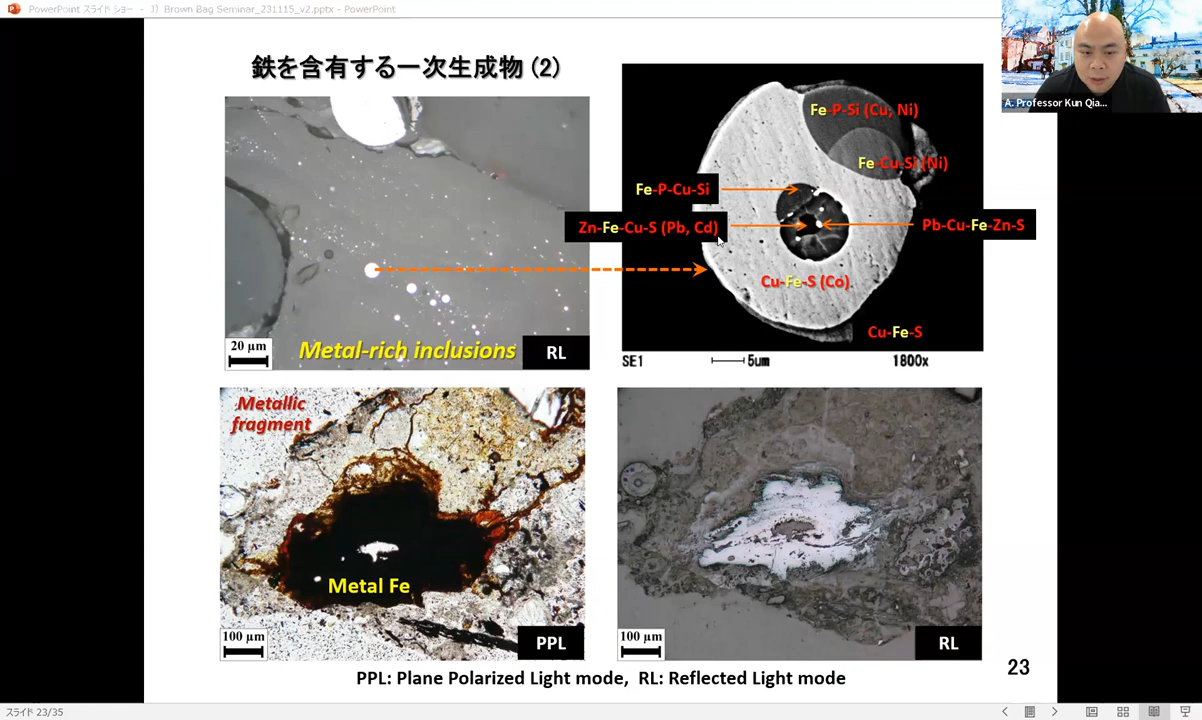 PowerPoint スライド ショー - J) Brown Bag Seminar_231115_v2.pptx - PowerPoint
A. Professor Kun Qia...
鉄を含有する一次生成物 (2)
20 μm
Metal-rich inclusions
RL
Fe-P-Si (Cu, Ni)
Fe-Cu-Si (Ni)
Fe-P-Cu-Si
Zn-Fe-Cu-S (Pb, Cd)
Pb-Cu-Fe-Zn-S
Cu-Fe-S (Co)
Cu-Fe-S
SE1 5um 1800x
Metallic
fragment
Metal Fe
100 μm
PPL
100 μm
RL
PPL: Plane Polarized Light mode, RL: Reflected Light mode
23
スライド 23/35